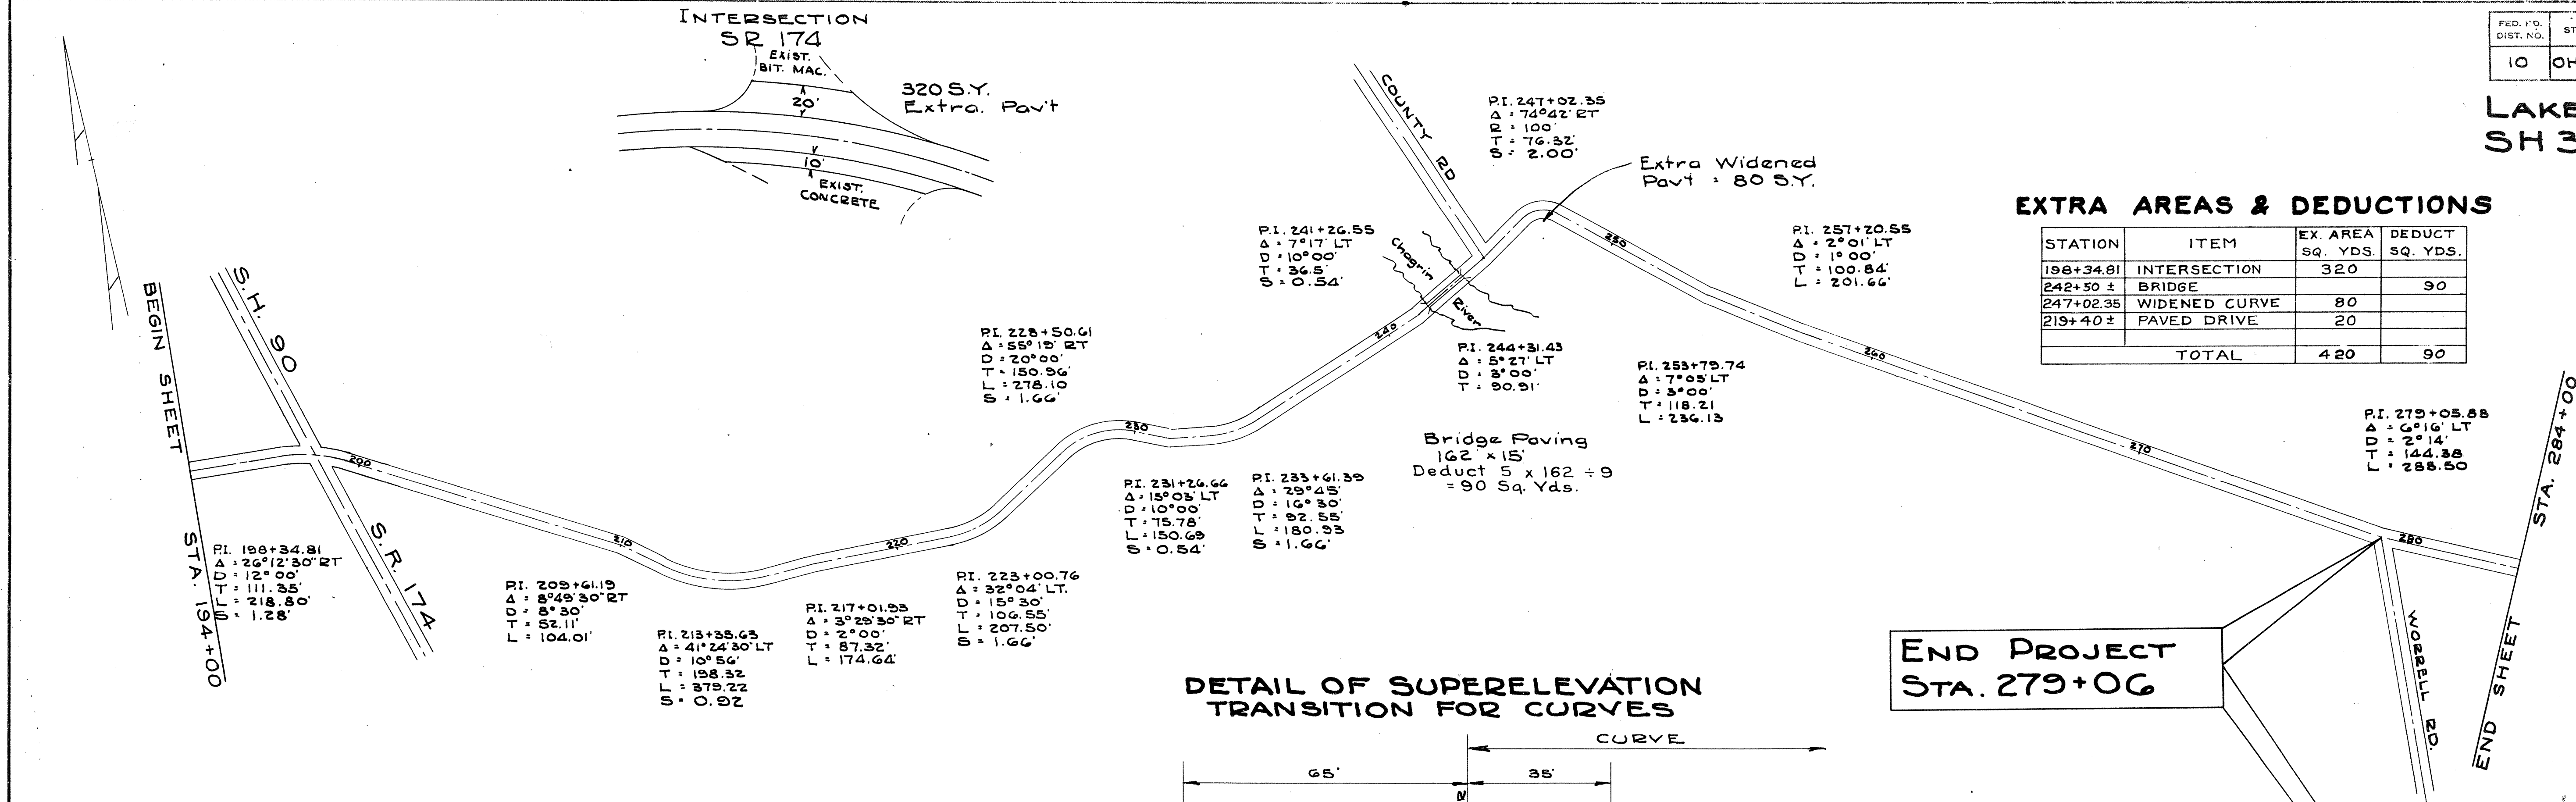 INTERSECTION
SR 174
EXIST.
BIT. MAC.
20'
320 S.Y.
Extra. Pav't
10'
EXIST.
CONCRETE
FED. RD.
DIST. NO.
10
LAKE
SH 3
COUNTY RD
P.I. 247+02.35
Δ = 74°42' RT
R = 100'
T = 76.32'
S = 2.00'
Extra Widened
Pavt = 80 S.Y.
P.I. 241+26.55
Δ = 7°17' LT
D = 10°00'
T = 36.5'
S = 0.54'
Chagrin
River
P.I. 257+20.55
Δ = 2°01' LT
D = 1°00'
T = 100.84'
L = 201.66'
EXTRA AREAS & DEDUCTIONS
STATION ITEM EX. AREA SQ. YDS. DEDUCT SQ. YDS.
198+34.81 INTERSECTION 320
242+50 ± BRIDGE 90
247+02.35 WIDENED CURVE 80
219+40 ± PAVED DRIVE 20
TOTAL 420 90
BEGIN SHEET STA. 194+00
S.H. 90
S.R. 174
P.I. 228+50.61
Δ = 55°19' RT
D = 20°00'
T = 150.96'
L = 278.10
S = 1.66'
P.I. 244+31.43
Δ = 5°27' LT
D = 3°00'
T = 90.91'
P.I. 253+79.74
Δ = 7°05' LT
D = 3°00'
T = 118.21
L = 236.13
P.I. 279+05.88
Δ = 6°16' LT
D = 2°14'
T = 144.38
L = 288.50
Bridge Paving
162' x 15'
Deduct 5 x 162 ÷ 9
= 90 Sq. Yds.
200
210
220
230
240
250
260
270
280
P.I. 231+26.66
Δ = 15°03' LT
D = 10°00'
T = 75.78'
L = 150.69
S = 0.54'
P.I. 233+61.39
Δ = 29°45'
D = 16°30'
T = 92.55'
L = 180.93
S = 1.66'
P.I. 198+34.81
Δ = 26°12'30" RT
D = 12°00'
T = 111.35'
L = 218.80'
S = 1.28'
P.I. 209+61.19
Δ = 8°49'30" RT
D = 8°30'
T = 52.11'
L = 104.01'
P.I. 213+35.63
Δ = 41°24'30" LT
D = 10°56'
T = 198.32
L = 379.22
S = 0.92
P.I. 217+01.93
Δ = 3°29'30" RT
D = 2°00'
T = 87.32'
L = 174.64'
P.I. 223+00.76
Δ = 32°04' LT.
D = 15°30'
T = 106.55'
L = 207.50'
S = 1.66'
END PROJECT
STA. 279+06
WORRELL RD.
END SHEET STA. 284+00
DETAIL OF SUPERELEVATION
TRANSITION FOR CURVES
CURVE
65'
35'